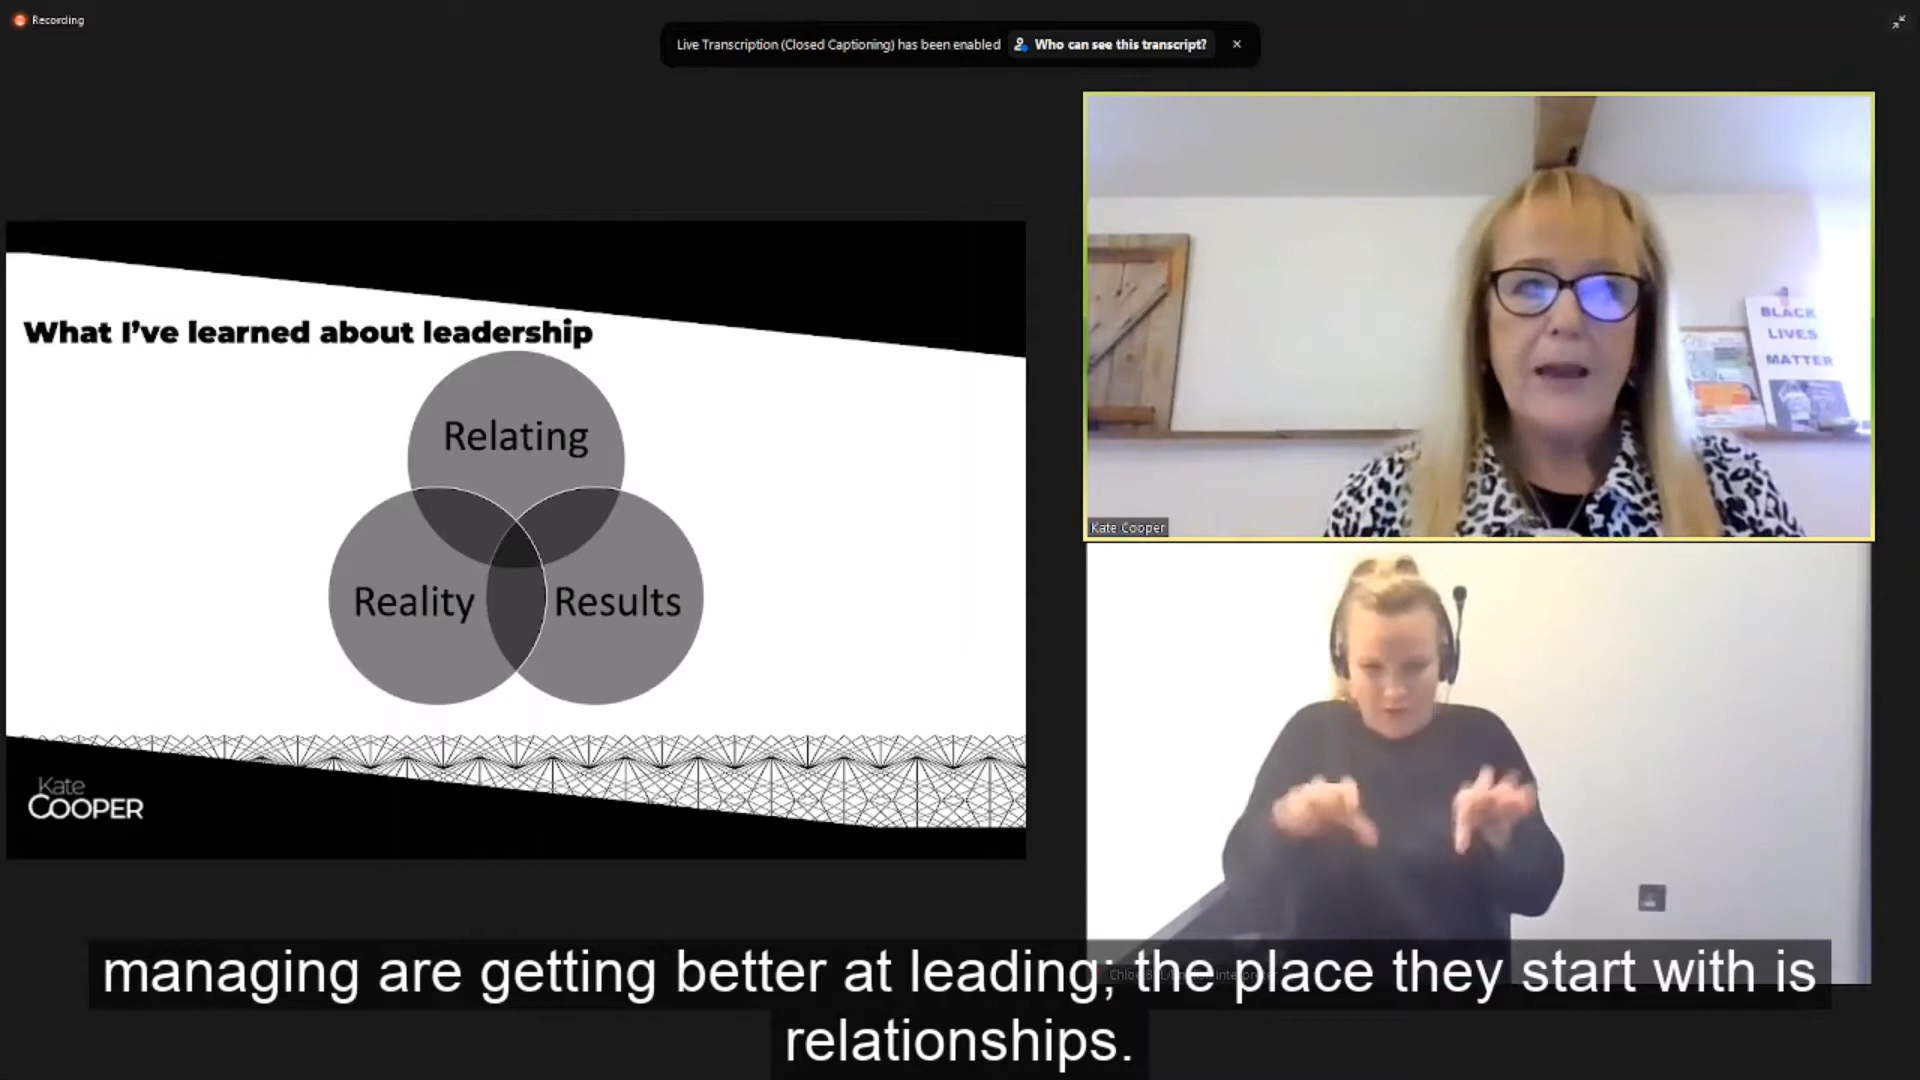 Recording
Live Transcription (Closed Captioning) has been enabled
Who can see this transcript?
What I've learned about leadership
Relating
Reality
Results
Kate
COOPER
BLACK
LIVES
MATTER
Kate Cooper
managing are getting better at leading; the place they start with is
relationships.